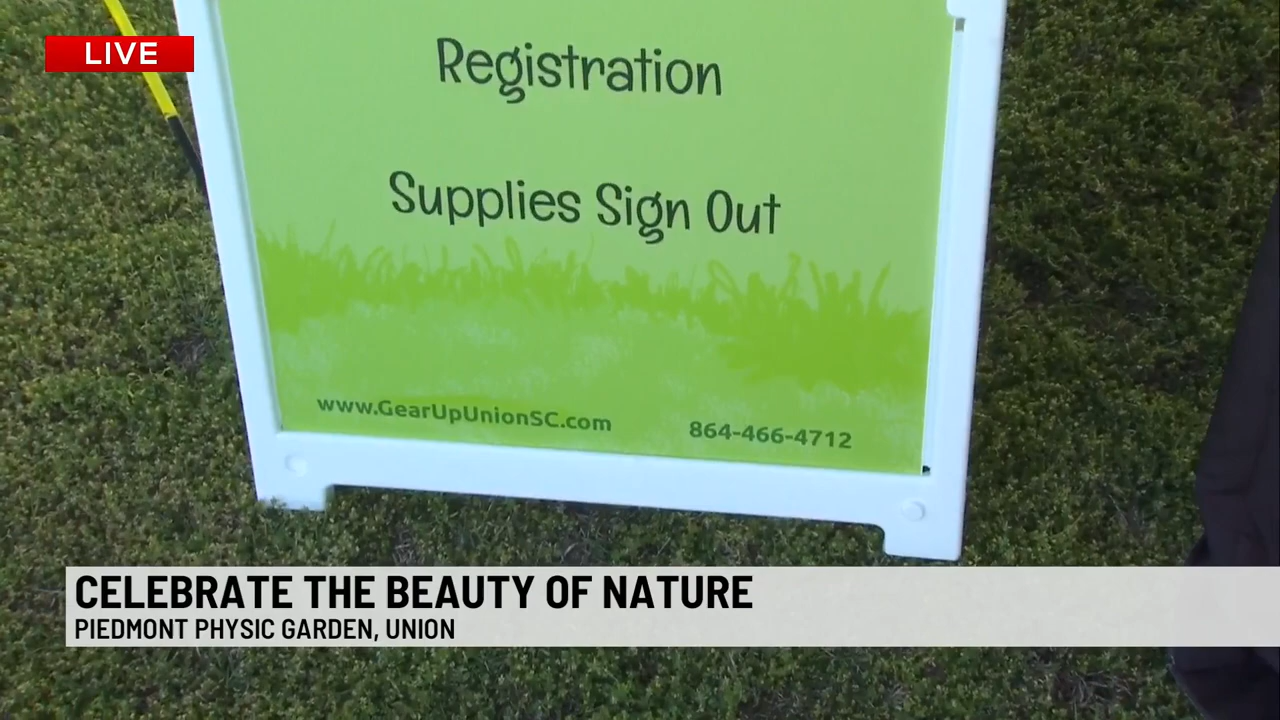 LIVE
Registration
Supplies Sign Out
www.GearUpUnionSC.com 864-466-4712
CELEBRATE THE BEAUTY OF NATURE
PIEDMONT PHYSIC GARDEN, UNION